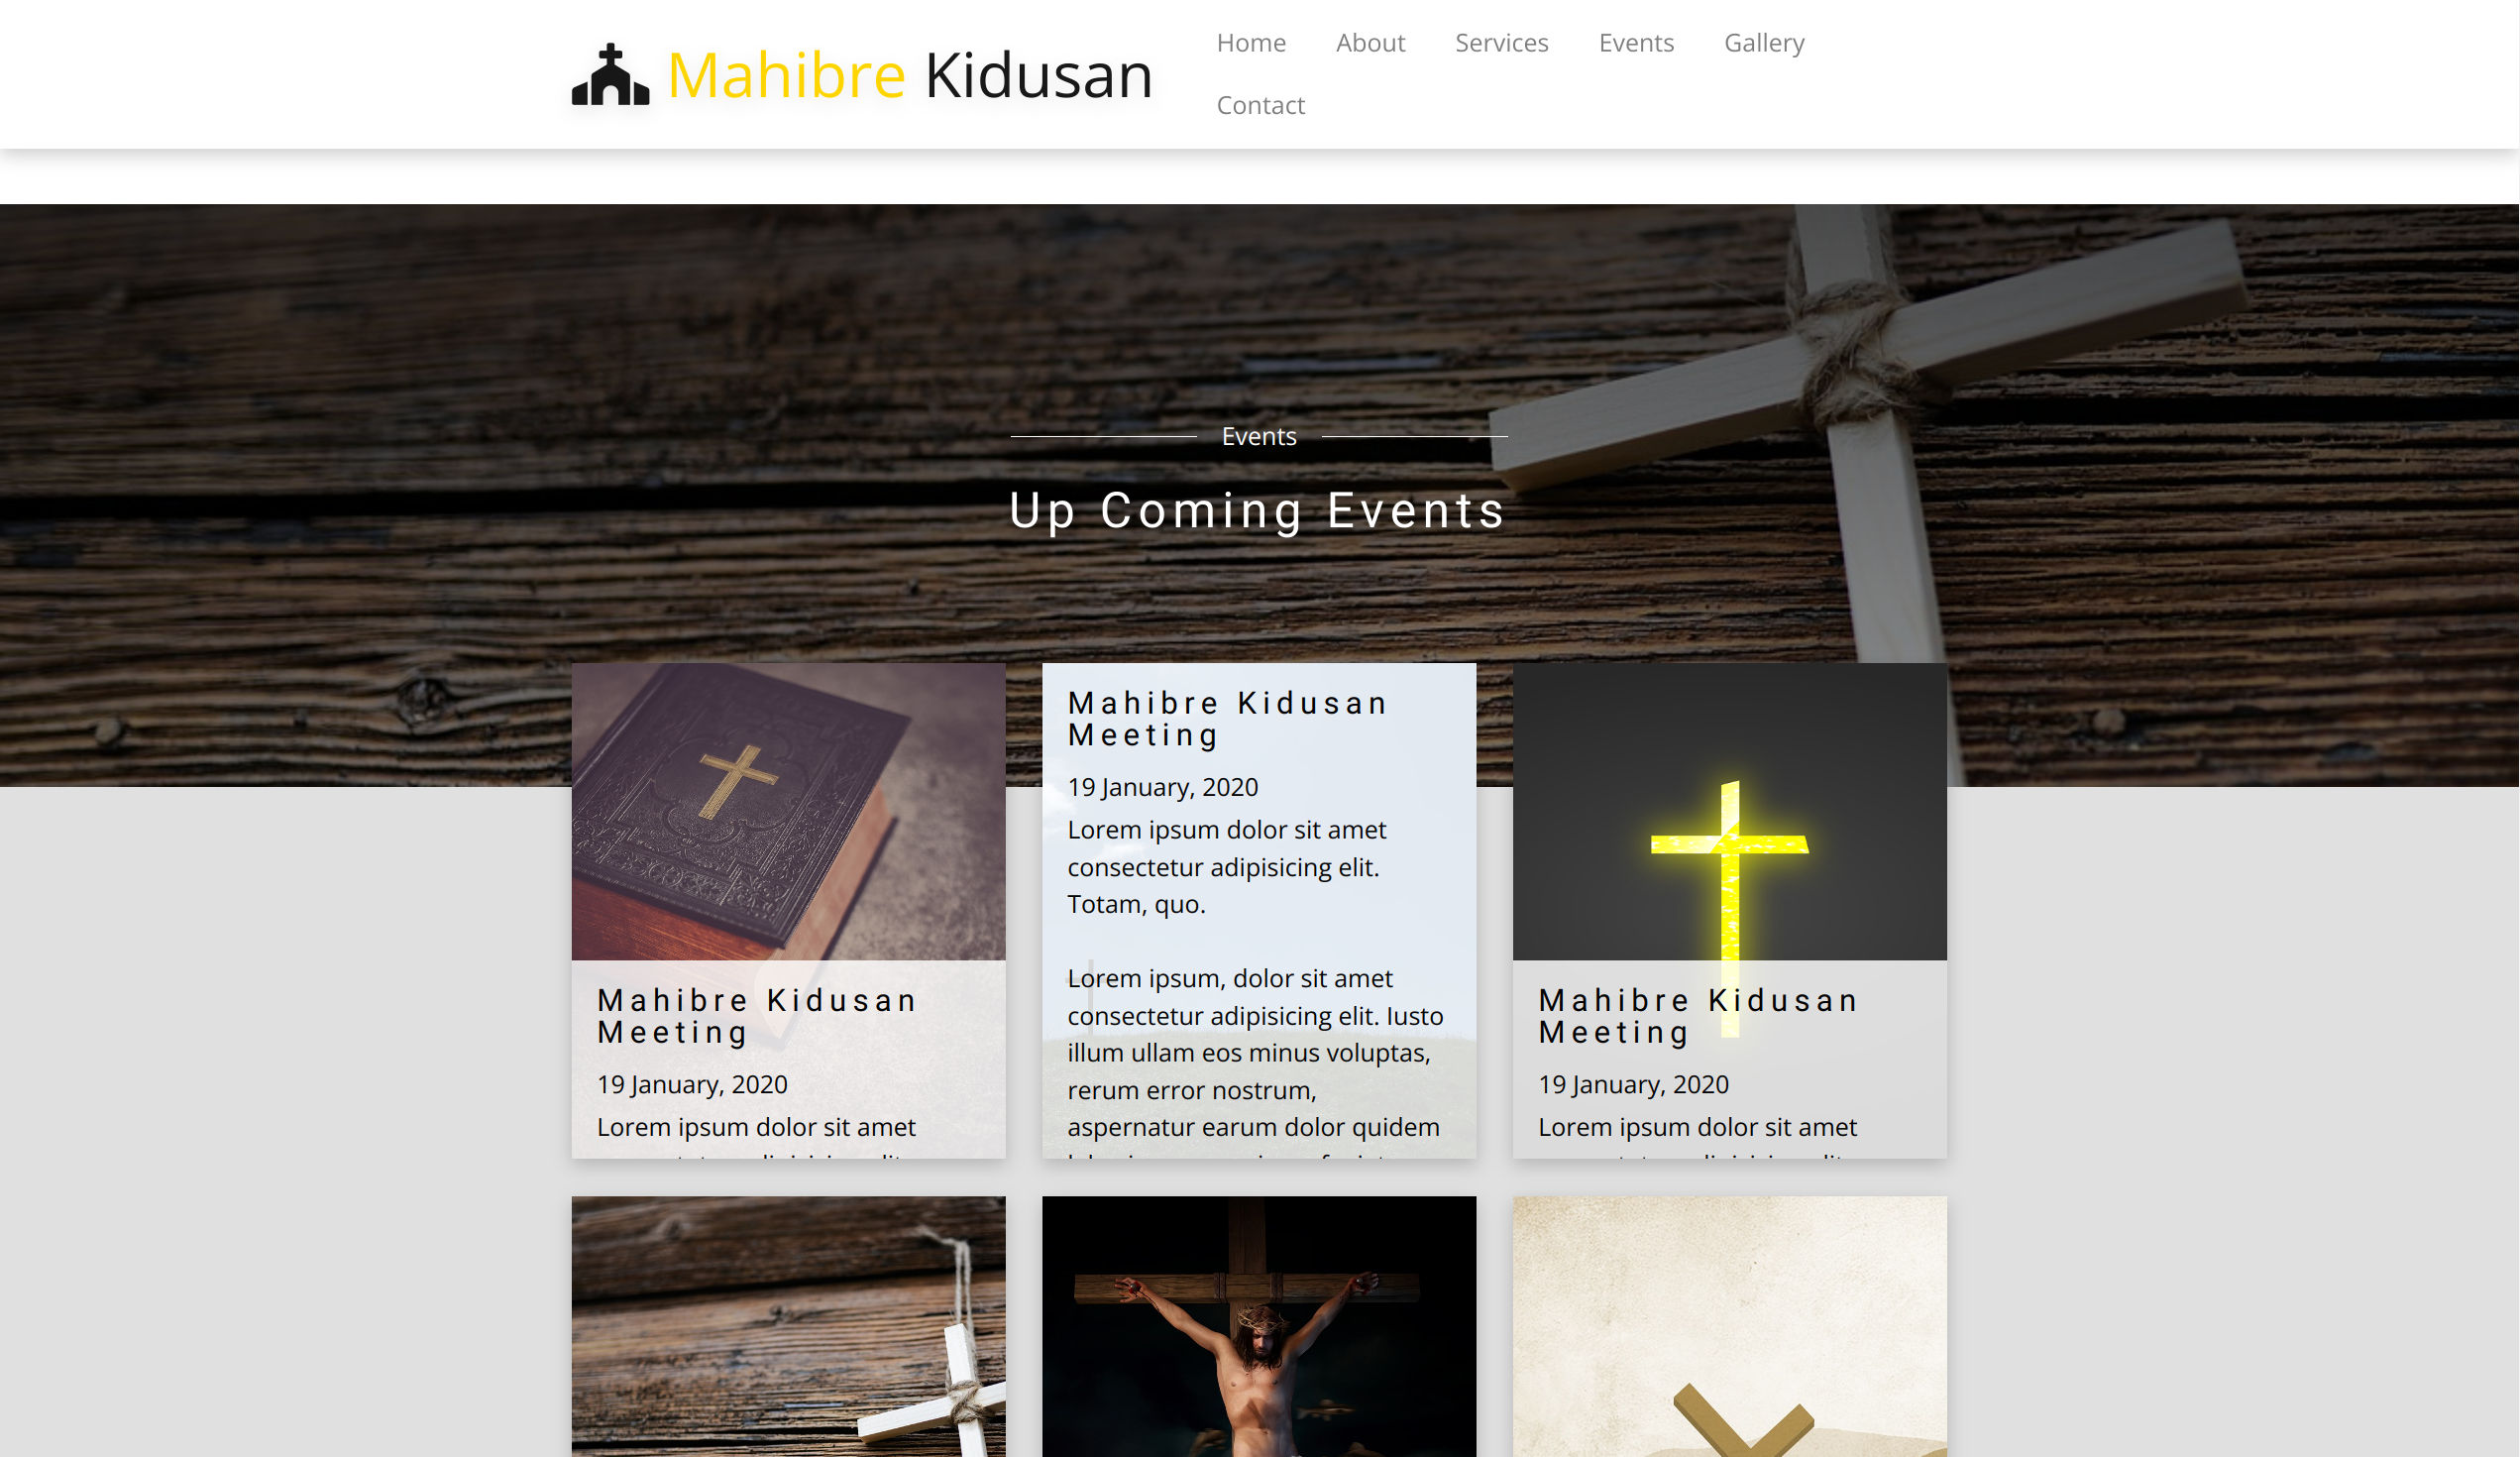 Mahibre Kidusan
Home About Services Events Gallery
Contact
Events
Up Coming Events
Mahibre Kidusan
Meeting
19 January, 2020
Lorem ipsum dolor sit amet
Mahibre Kidusan
Meeting
19 January, 2020
Lorem ipsum dolor sit amet
consectetur adipisicing elit.
Totam, quo.
Lorem ipsum, dolor sit amet
consectetur adipisicing elit. Iusto
illum ullam eos minus voluptas,
rerum error nostrum,
aspernatur earum dolor quidem
Mahibre Kidusan
Meeting
19 January, 2020
Lorem ipsum dolor sit amet